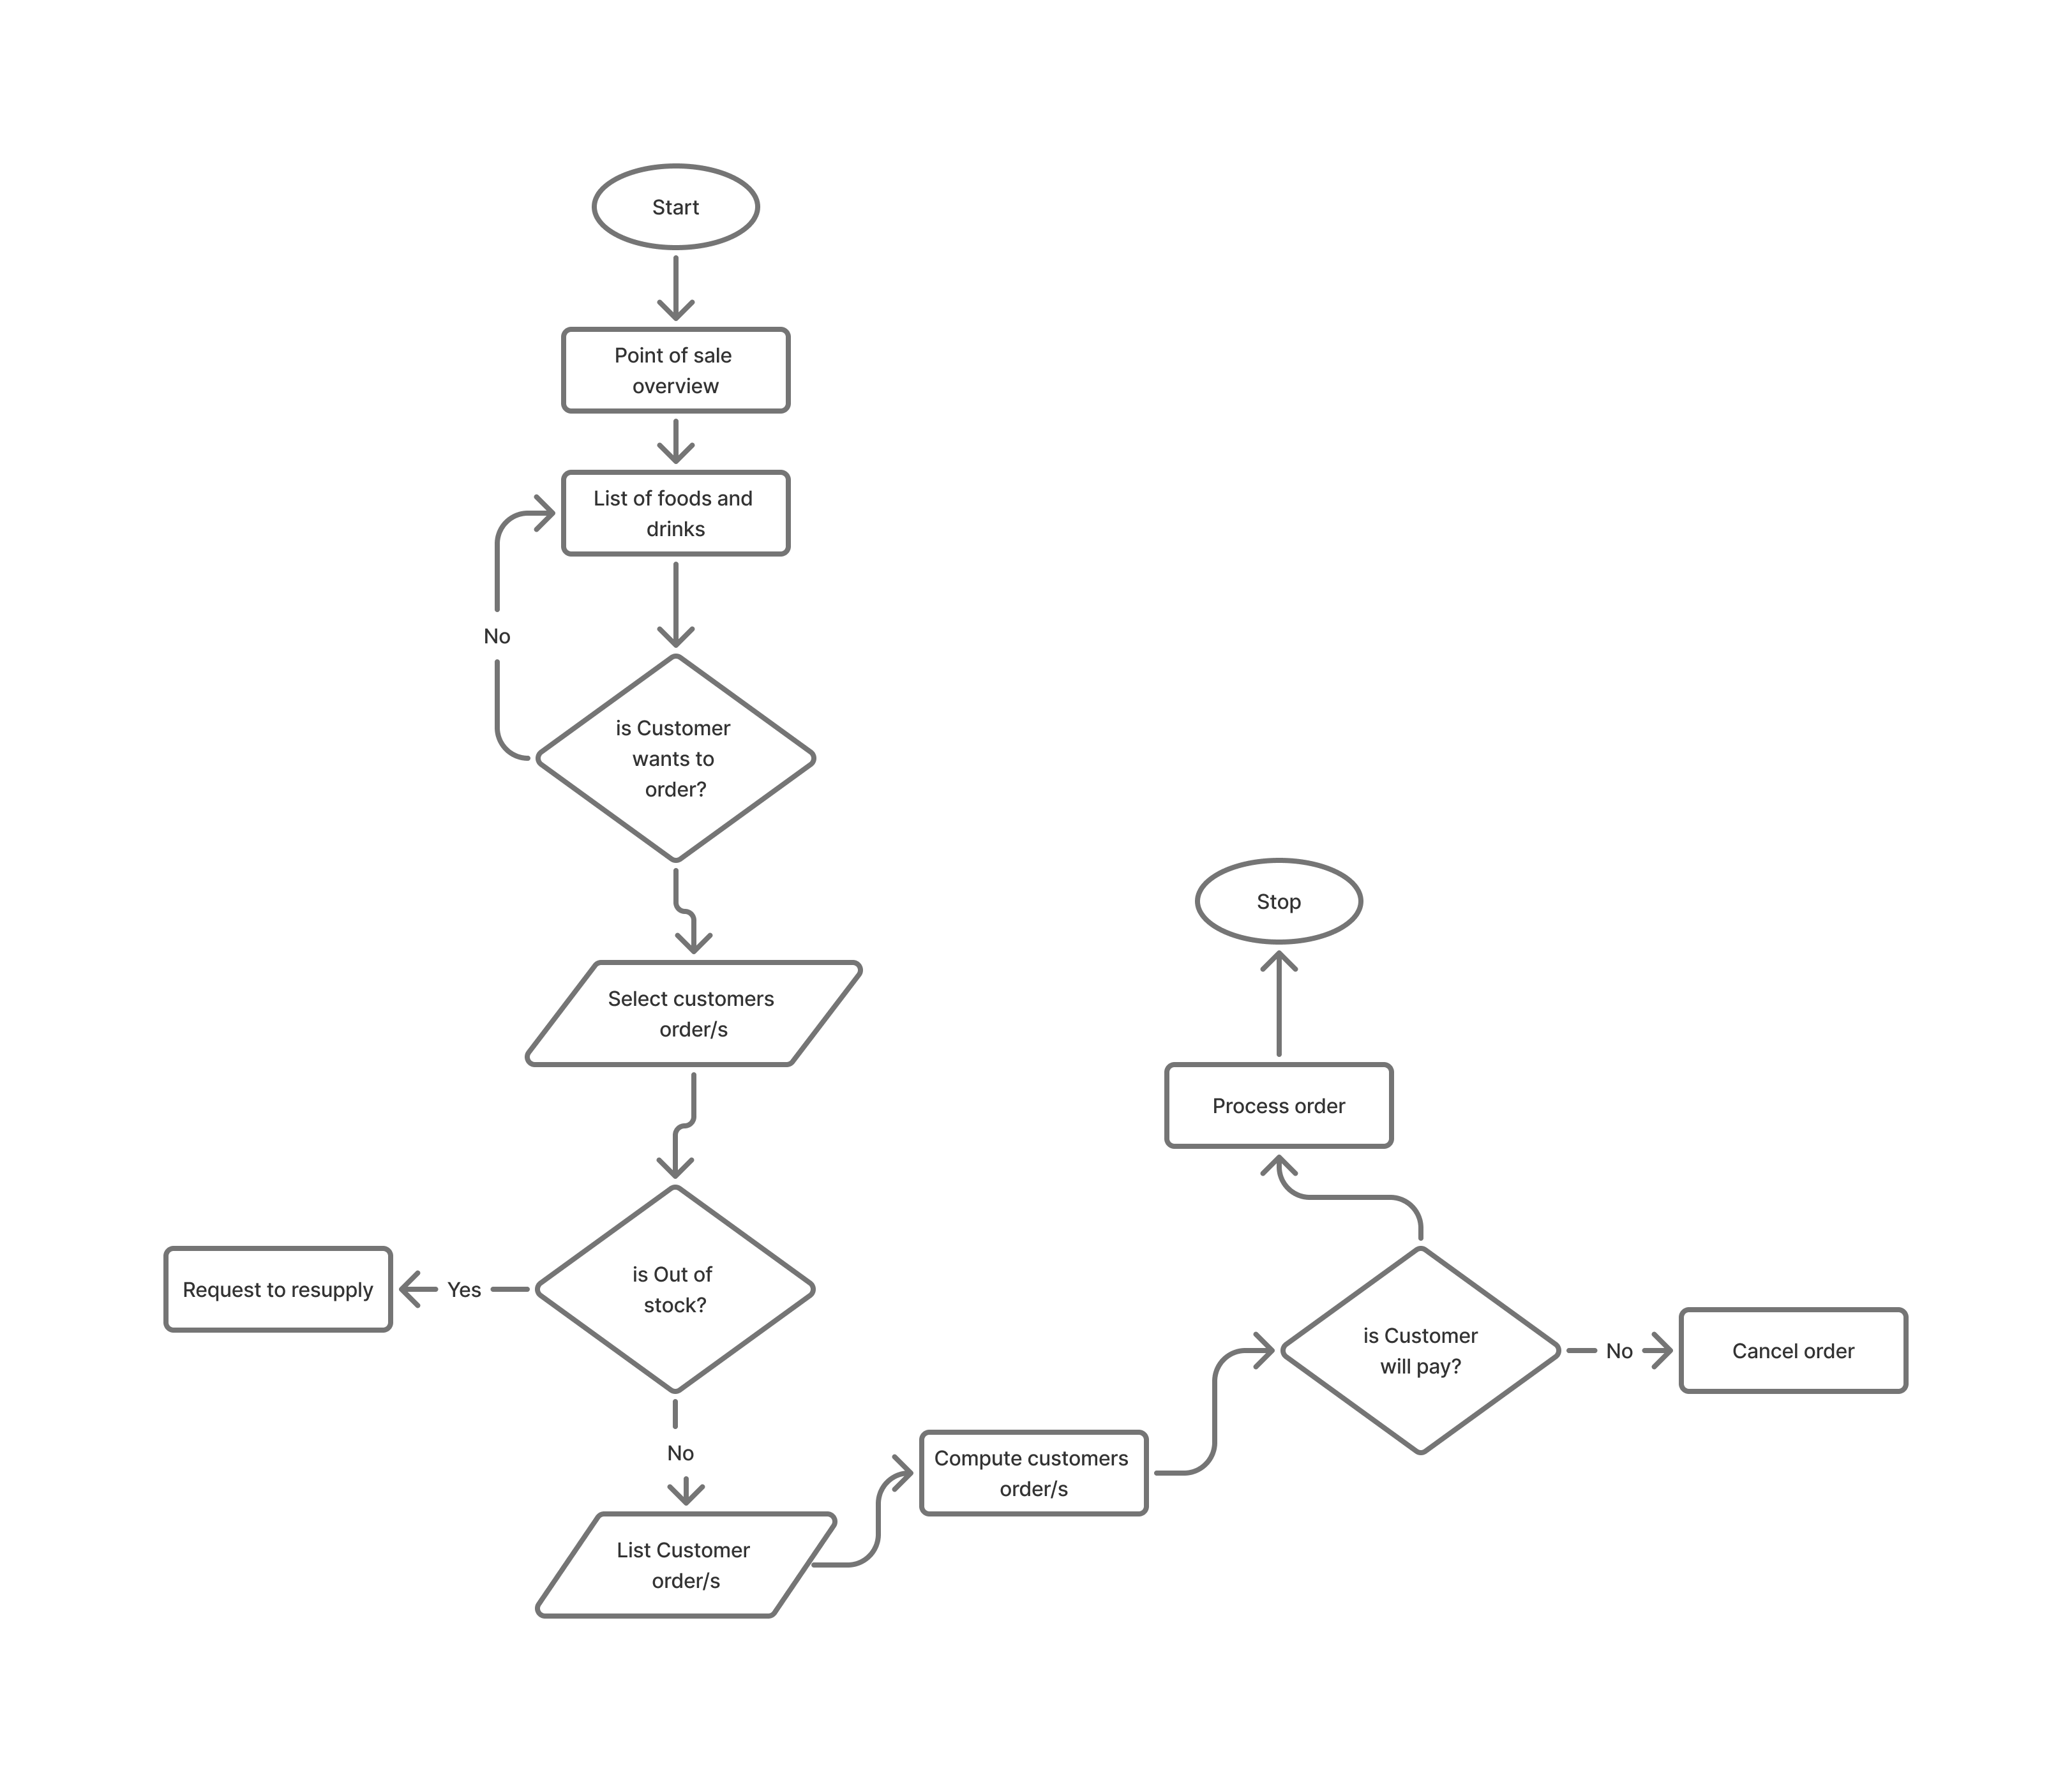 Start
Point of sale
overview
List of foods and
drinks
No
is Customer
wants to
order?
Select customers
order/s
is Out of
stock?
Yes
Request to resupply
No
List Customer
order/s
Compute customers
order/s
is Customer
will pay?
No
Cancel order
Process order
Stop